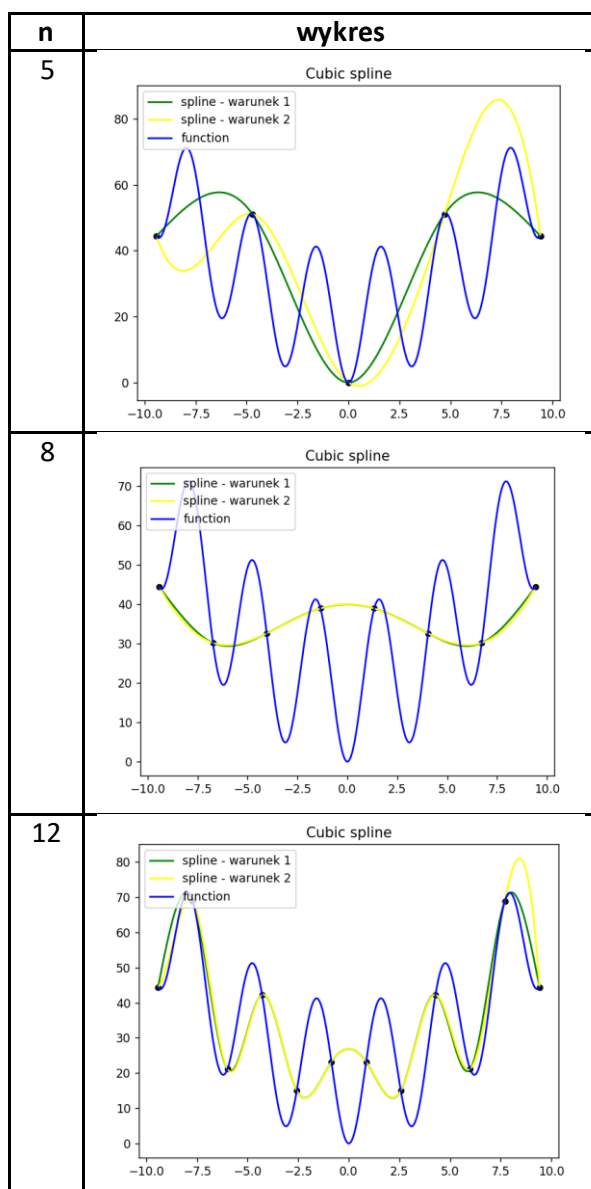 n wykres
5
Cubic spline
spline - warunek 1
spline - warunek 2
function
80
60
40
20
0
−10.0 −7.5 −5.0 −2.5 0.0 2.5 5.0 7.5 10.0
8
Cubic spline
spline - warunek 1
spline - warunek 2
function
70
60
50
40
30
20
10
0
−10.0 −7.5 −5.0 −2.5 0.0 2.5 5.0 7.5 10.0
12
Cubic spline
spline - warunek 1
spline - warunek 2
function
80
70
60
50
40
30
20
10
0
−10.0 −7.5 −5.0 −2.5 0.0 2.5 5.0 7.5 10.0